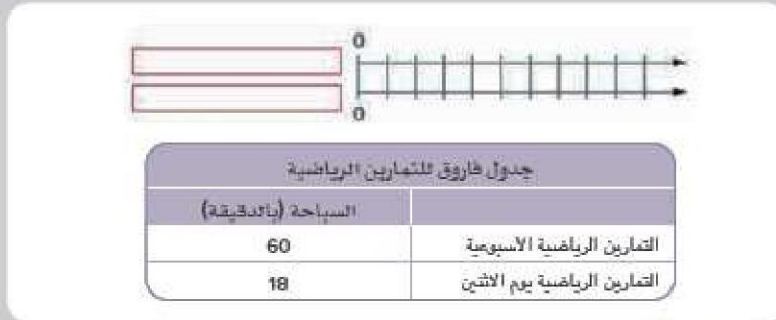 0
0
جدول فاروق للتمارين الرياضية
السباحة (بالدقيقة)
التمارين الرياضية الأسبوعية 60
التمارين الرياضية يوم الاثنين 18